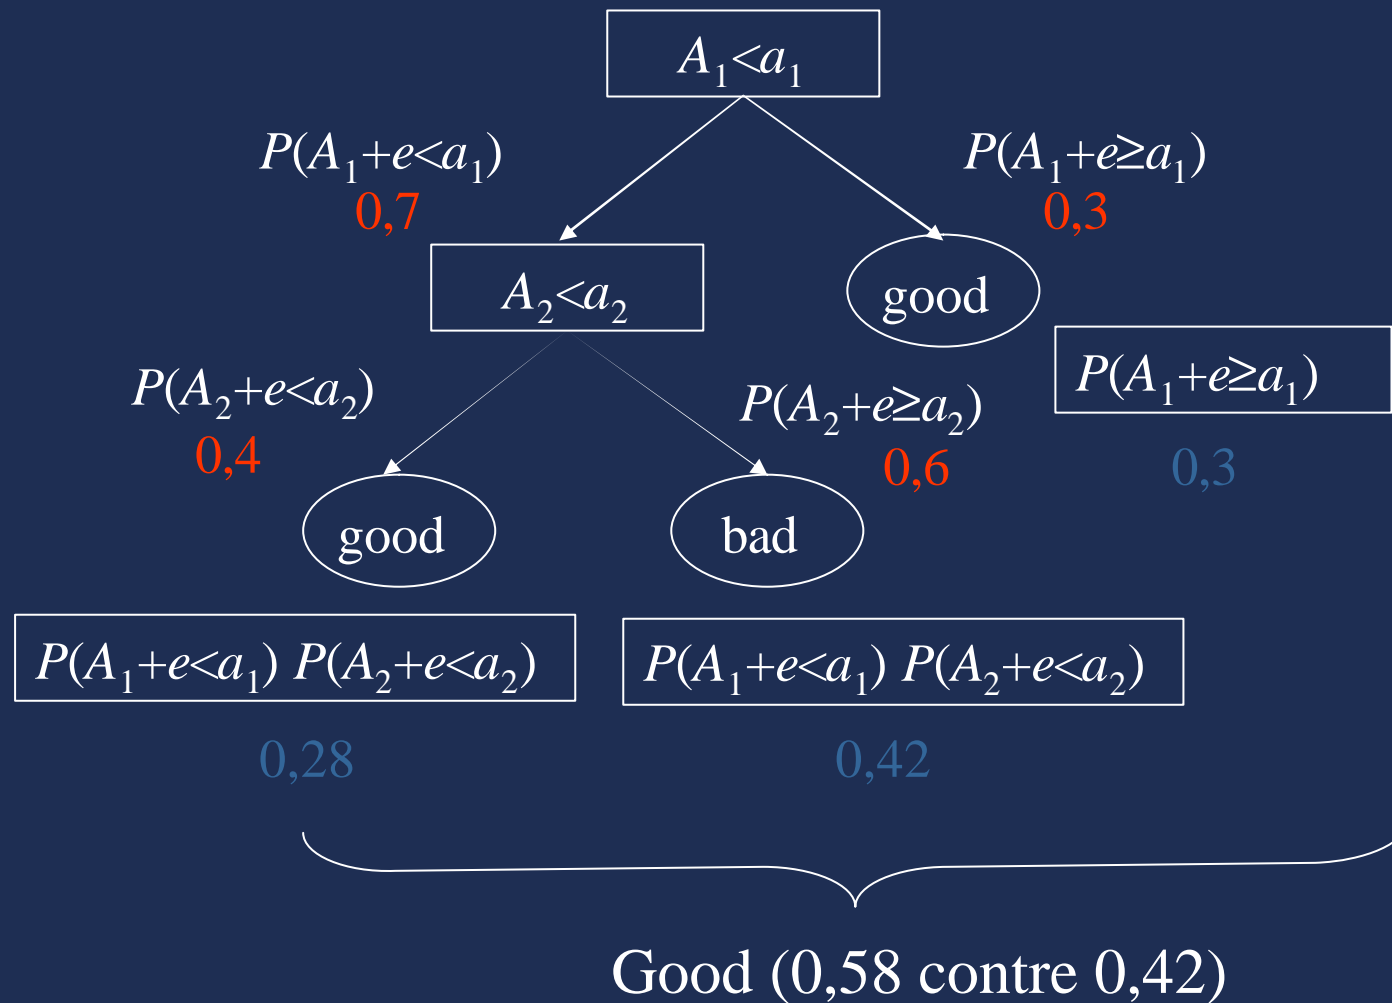 A₁<a₁
P(A₁+e<a₁)
0,7
P(A₁+e≥a₁)
0,3
A₂<a₂
good
P(A₂+e<a₂)
0,4
P(A₂+e≥a₂)
0,6
P(A₁+e≥a₁)
0,3
good
bad
P(A₁+e<a₁) P(A₂+e<a₂)
0,28
P(A₁+e<a₁) P(A₂+e<a₂)
0,42
Good (0,58 contre 0,42)